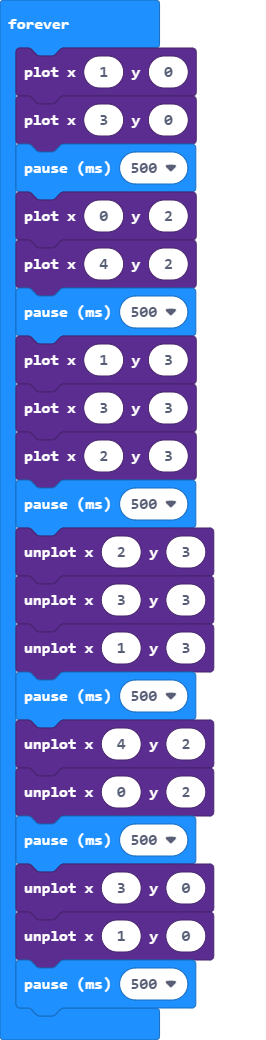 forever
plot x 1 y 0
plot x 3 y 0
pause (ms) 500
plot x 0 y 2
plot x 4 y 2
pause (ms) 500
plot x 1 y 3
plot x 3 y 3
plot x 2 y 3
pause (ms) 500
unplot x 2 y 3
unplot x 3 y 3
unplot x 1 y 3
pause (ms) 500
unplot x 4 y 2
unplot x 0 y 2
pause (ms) 500
unplot x 3 y 0
unplot x 1 y 0
pause (ms) 500